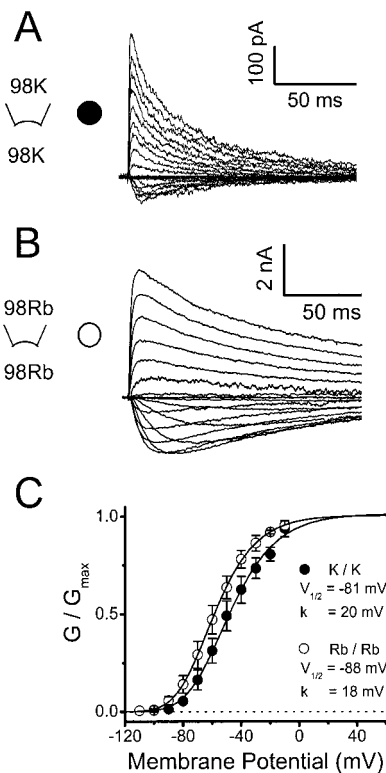 A
98K
98K
100 pA
50 ms
B
98Rb
98Rb
2 nA
50 ms
C
G / Gmax
1.0
0.5
0.0
K / K
V1/2 = -81 mV
k = 20 mV
Rb / Rb
V1/2 = -88 mV
k = 18 mV
-120 -80 -40 0 40
Membrane Potential (mV)